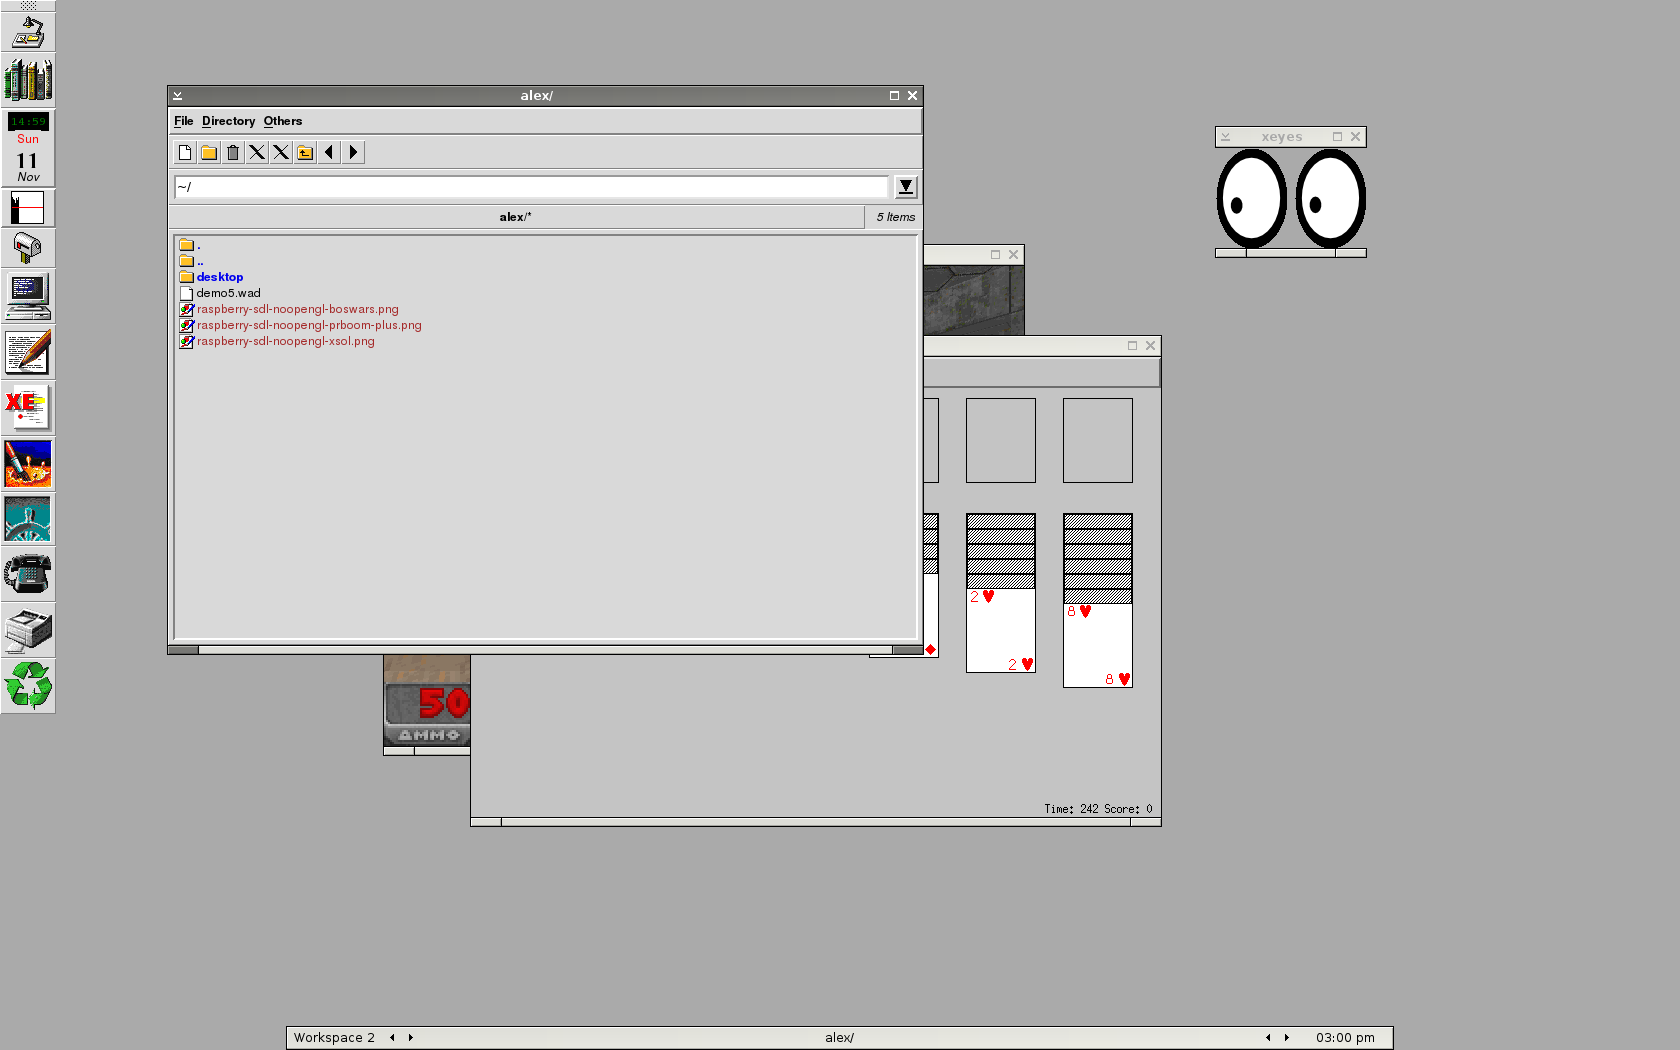 14:59
Sun
11
Nov
XE
alex/
File Directory Others
~/
alex/*
5 Items
.
..
desktop
demo5.wad
raspberry-sdl-noopengl-boswars.png
raspberry-sdl-noopengl-prboom-plus.png
raspberry-sdl-noopengl-xsol.png
xeyes
2
2
8
8
50
AMMO
Time: 242 Score: 0
Workspace 2
alex/
03:00 pm